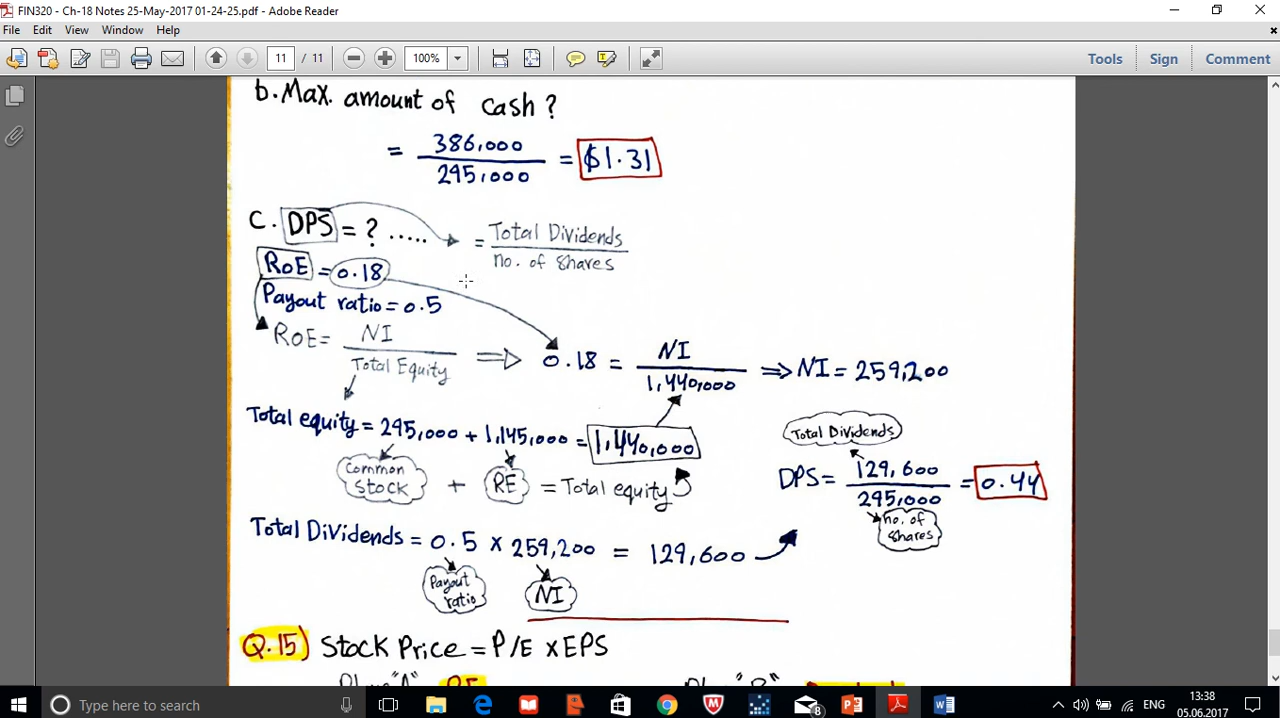 FIN320 - Ch-18 Notes 25-May-2017 01-24-25.pdf - Adobe Reader
File Edit View Window Help
11 / 11 100% Tools Sign Comment
b. Max. amount of cash?
= 386,000 / 295,000 = $1.31
C. DPS = ? ..... = Total Dividends / no. of shares
RoE = 0.18
Payout ratio = 0.5
RoE = NI / Total Equity ⇒ 0.18 = NI / 1,440,000 ⇒ NI = 259,200
Total equity = 295,000 + 1,145,000 = 1,440,000
Common Stock + RE = Total equity
Total Dividends
DPS = 129,600 / 295,000 = 0.44
no. of shares
Total Dividends = 0.5 x 259,200 = 129,600
Payout ratio NI
Q.15) Stock Price = P/E x EPS
Type here to search
8
13:38
05.06.2017